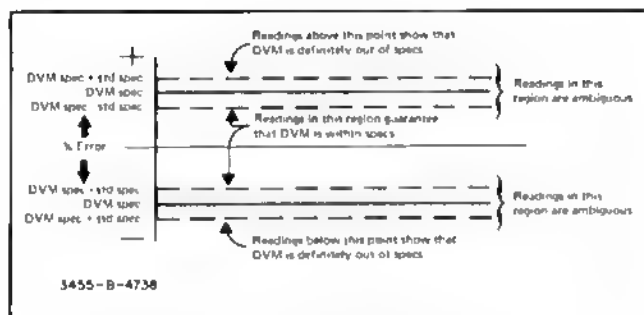 Readings above this point show that
DVM is definitely out of specs
+
DVM spec + std spec
DVM spec
DVM spec - std spec
Readings in this
region are ambiguous
Readings in this region guarantee
that DVM is within specs
% Error
DVM spec - std spec
DVM spec
DVM spec + std spec
Readings in this
region are ambiguous
—
Readings below this point show that
DVM is definitely out of specs
3455-B-4738